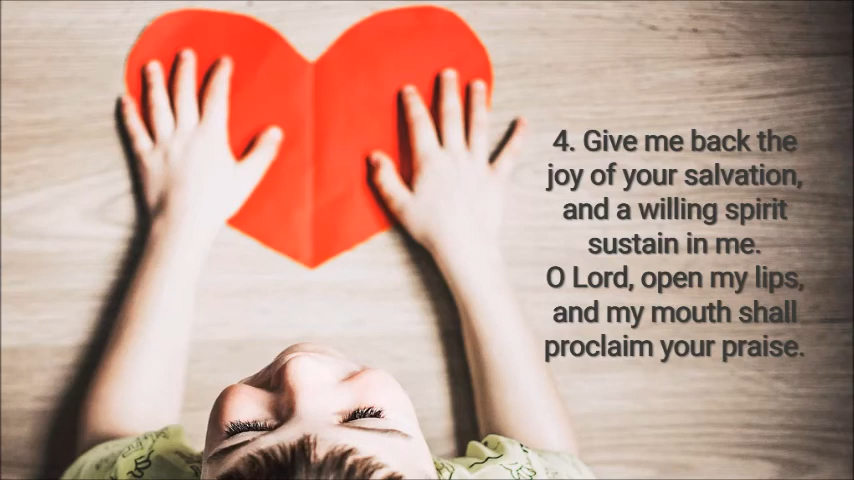 4. Give me back the
joy of your salvation,
and a willing spirit
sustain in me.
O Lord, open my lips,
and my mouth shall
proclaim your praise.